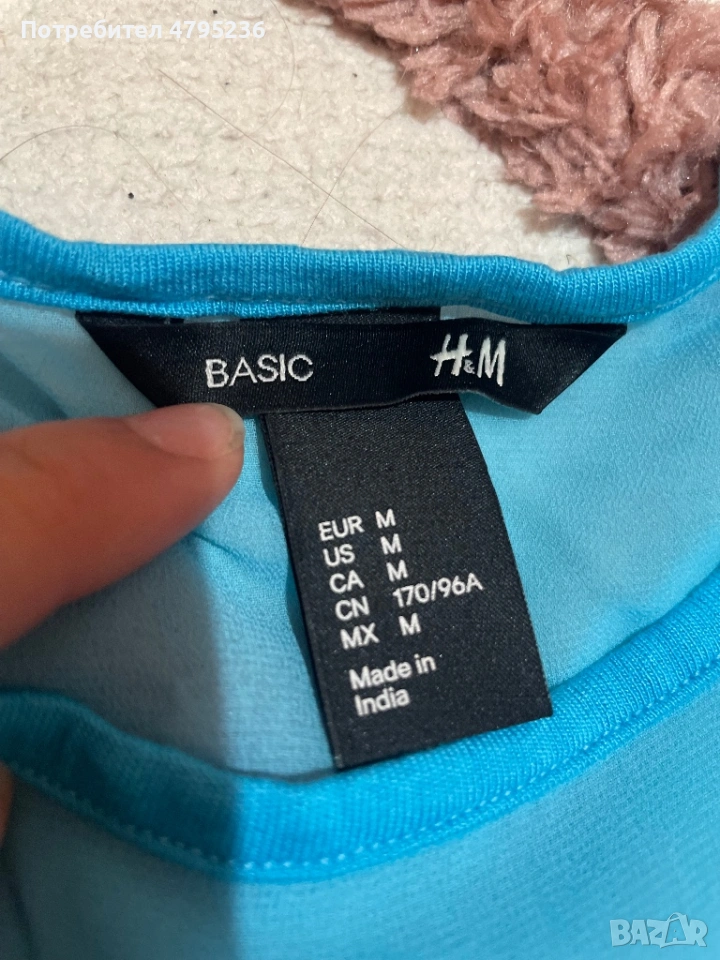 Потребител 4795236
BASIC H&M
EUR M
US M
CA M
CN 170/96A
MX M
Made in
India
BAZAR